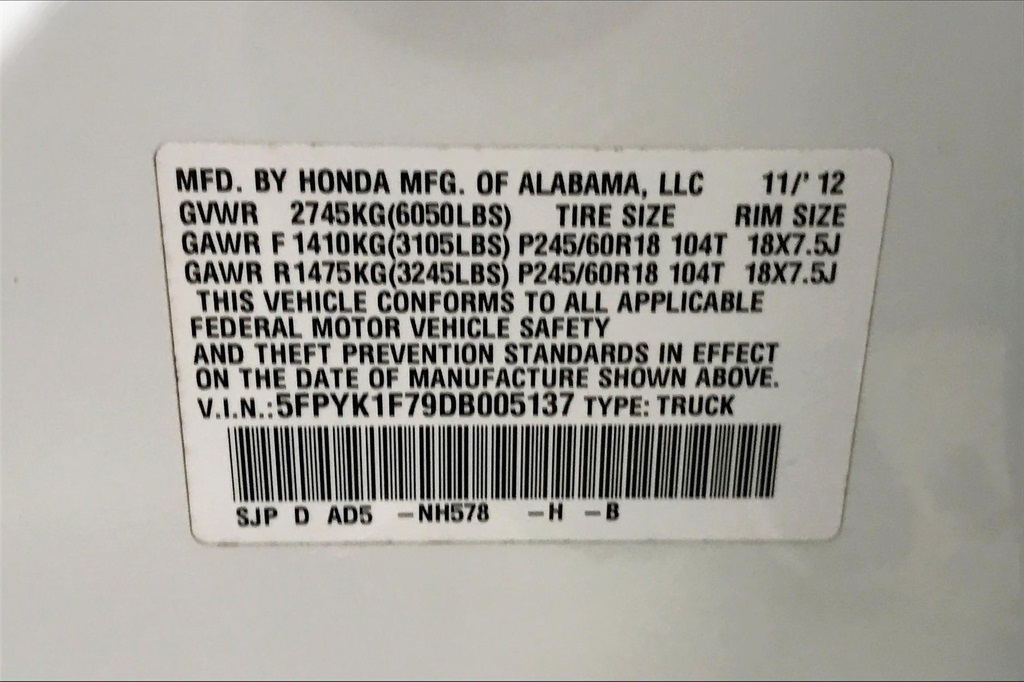 MFD. BY HONDA MFG. OF ALABAMA, LLC 11/' 12
GVWR 2745KG(6050LBS) TIRE SIZE RIM SIZE
GAWR F 1410KG(3105LBS) P245/60R18 104T 18X7.5J
GAWR R1475KG(3245LBS) P245/60R18 104T 18X7.5J
THIS VEHICLE CONFORMS TO ALL APPLICABLE
FEDERAL MOTOR VEHICLE SAFETY
AND THEFT PREVENTION STANDARDS IN EFFECT
ON THE DATE OF MANUFACTURE SHOWN ABOVE.
V.I.N.:5FPYK1F79DB005137 TYPE: TRUCK
SJP D AD5 -NH578 -H -B